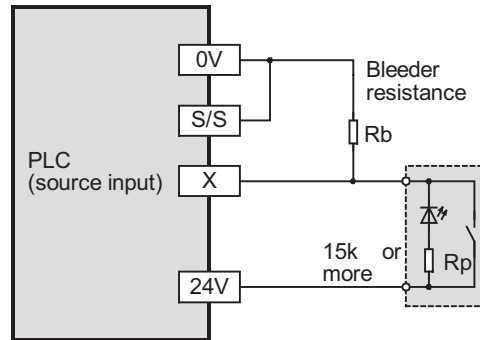 0V
Bleeder
resistance
S/S
Rb
PLC
(source input)
X
15k or
more
Rp
24V